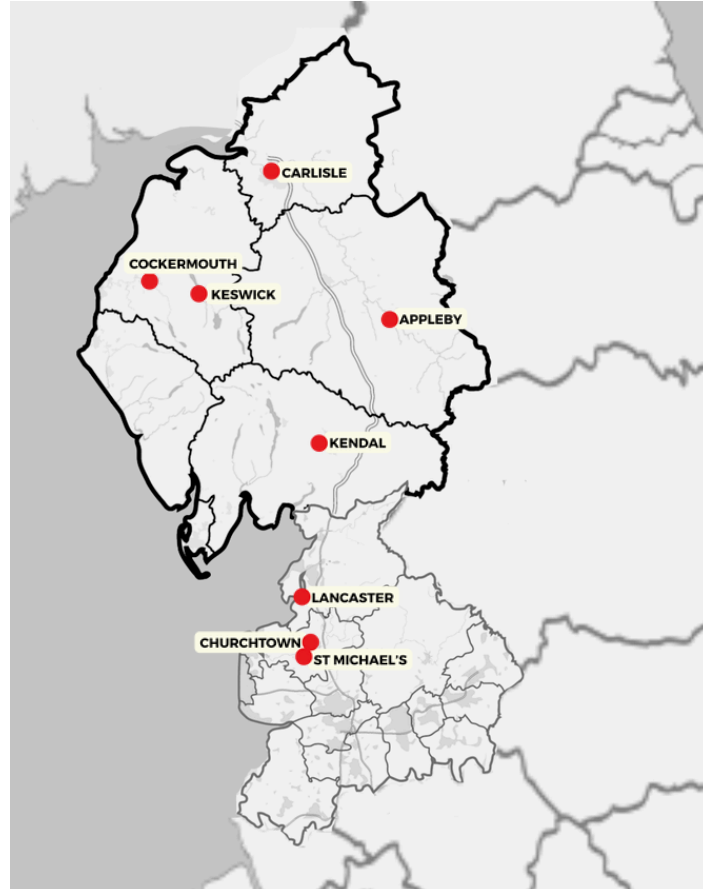 CARLISLE
COCKERMOUTH
KESWICK
APPLEBY
KENDAL
LANCASTER
CHURCHTOWN
ST MICHAEL'S